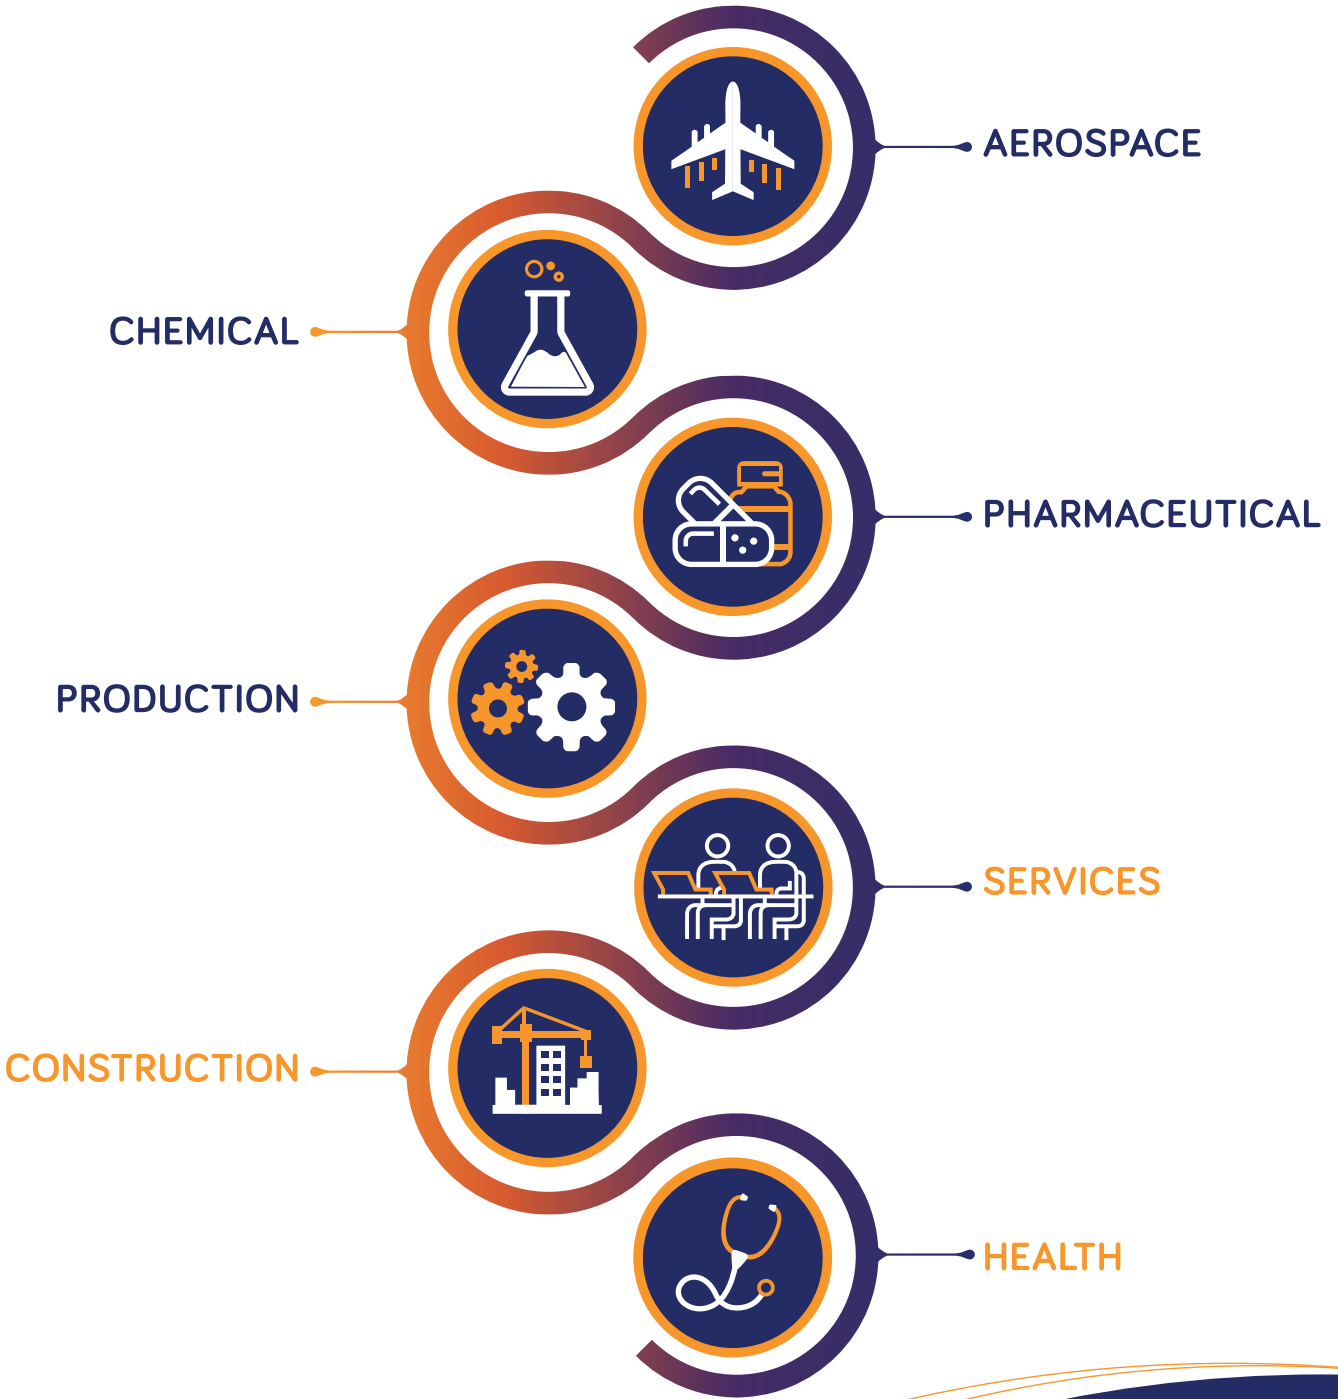 AEROSPACE
CHEMICAL
PHARMACEUTICAL
PRODUCTION
SERVICES
CONSTRUCTION
HEALTH